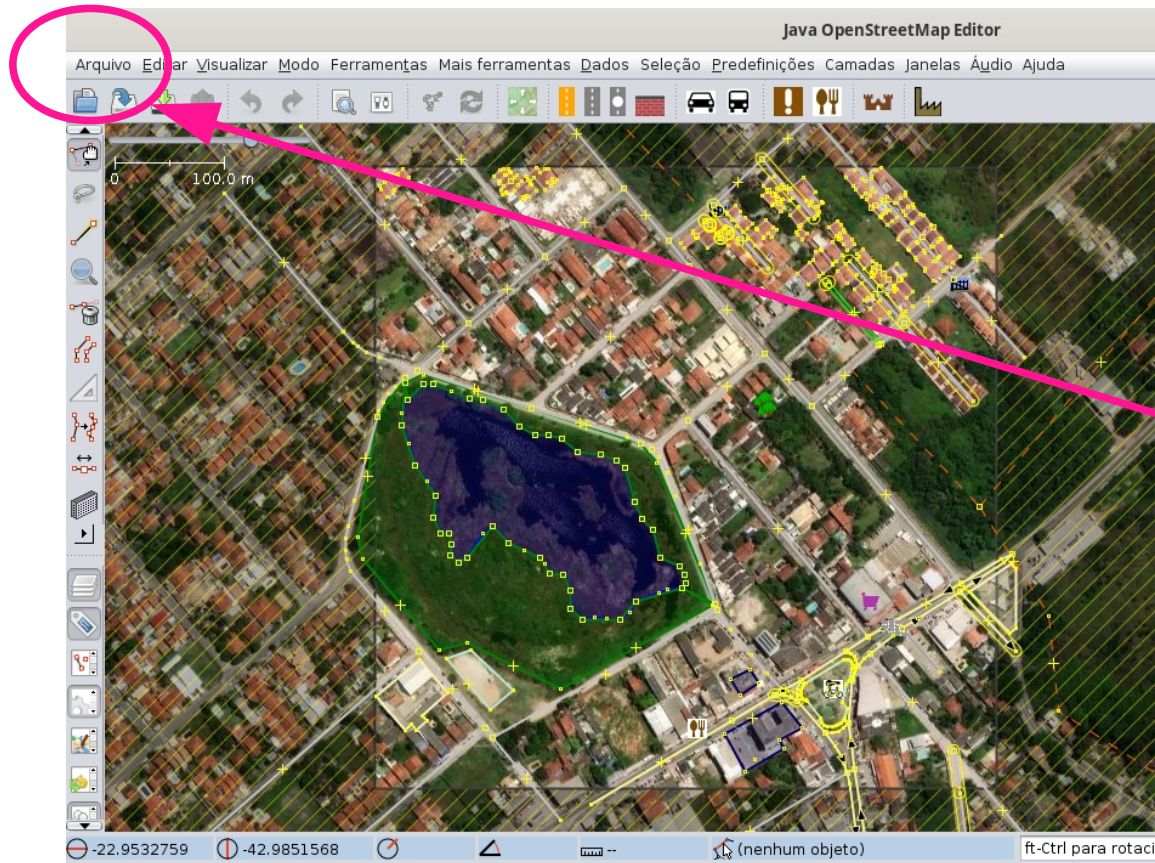 Java OpenStreetMap Editor
Arquivo Editar Visualizar Modo Ferramentas Mais ferramentas Dados Seleção Predefinições Camadas Janelas Áudio Ajuda
0 100.0 m
-22.9532759 -42.9851568 -- (nenhum objeto) ft-Ctrl para rotaci